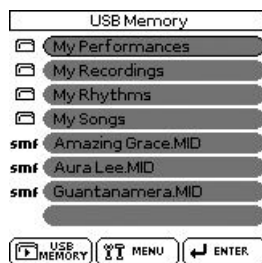 USB Memory
My Performances
My Recordings
My Rhythms
My Songs
smf Amazing Grace.MID
smf Aura Lee.MID
smf Guantanamera.MID
USB MEMORY MENU ENTER